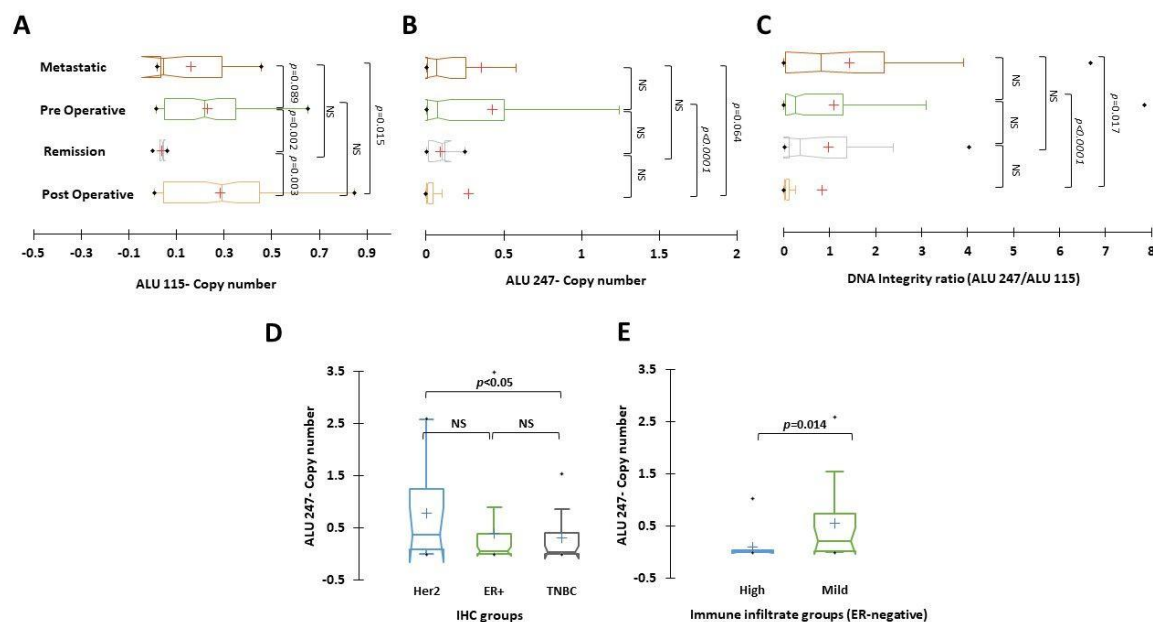 A
B
C
Metastatic
Pre Operative
Remission
Post Operative
p=0.089
p=0.002
p=0.003
NS
NS
p=0.015
-0.5 -0.3 -0.1 0.1 0.3 0.5 0.7 0.9
ALU 115- Copy number
NS
NS
NS
NS
p<0.0001
p=0.064
0 0.5 1 1.5 2
ALU 247- Copy number
NS
NS
NS
NS
p<0.0001
p=0.017
0 1 2 3 4 5 6 7 8
DNA Integrity ratio (ALU 247/ALU 115)
D
E
ALU 247- Copy number
3.5
2.5
1.5
0.5
-0.5
p<0.05
NS NS
Her2 ER+ TNBC
IHC groups
ALU 247- Copy number
3.5
2.5
1.5
0.5
-0.5
p=0.014
High Mild
Immune infiltrate groups (ER-negative)